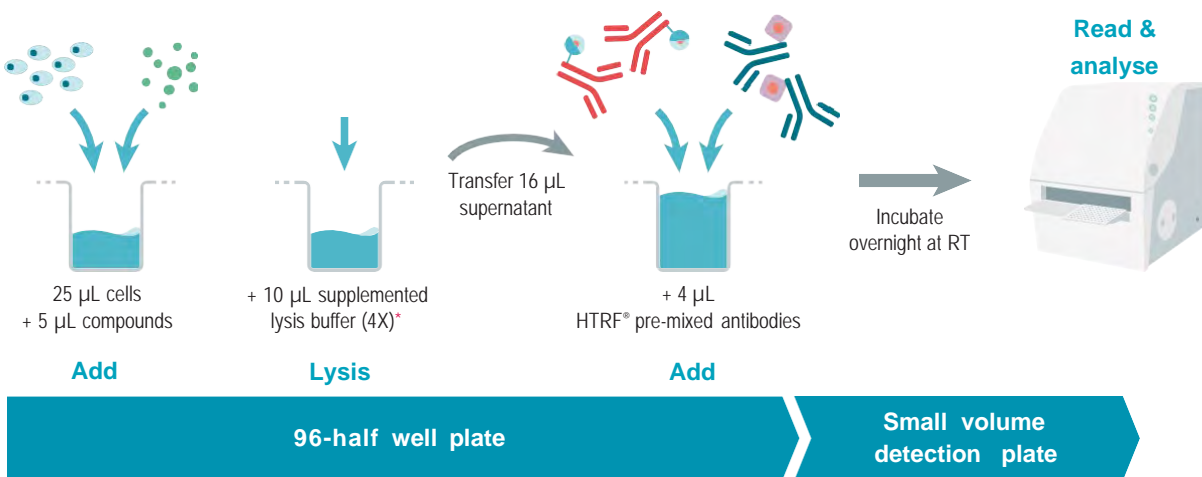 25 µL cells
+ 5 µL compounds
Add
+ 10 µL supplemented
lysis buffer (4X)*
Lysis
Transfer 16 µL
supernatant
+ 4 µL
HTRF® pre-mixed antibodies
Add
Incubate
overnight at RT
Read &
analyse
96-half well plate
Small volume
detection plate